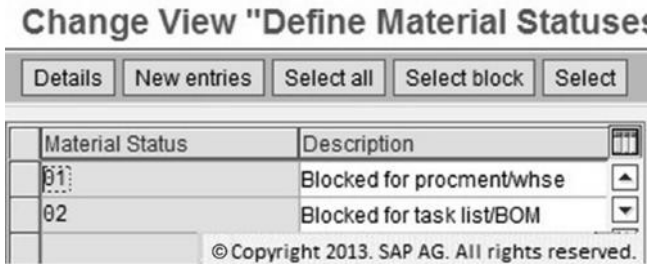 Change View "Define Material Statuses
Details New entries Select all Select block Select
Material Status Description
01 Blocked for procment/whse
02 Blocked for task list/BOM
© Copyright 2013. SAP AG. All rights reserved.